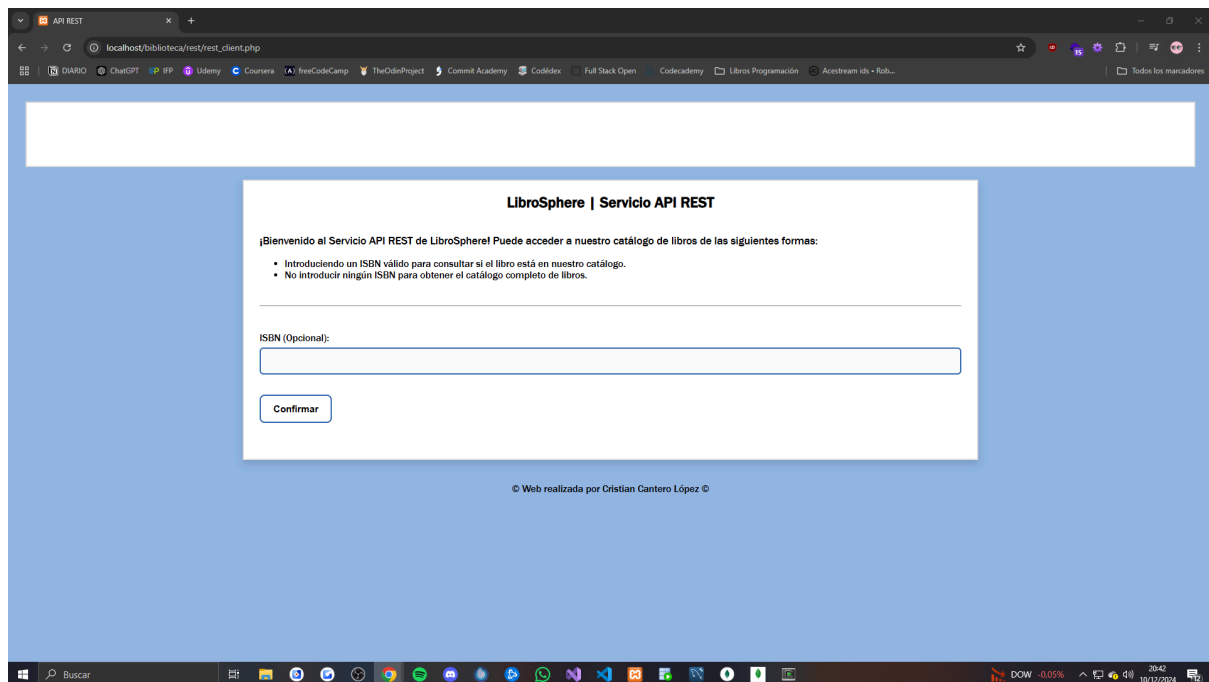 API REST
localhost/biblioteca/rest/rest_client.php
15
DIARIO ChatGPT IFP Udemy Coursera freeCodeCamp TheOdinProject Commit Academy Codédex Full Stack Open Codecademy Libros Programación Acestream ids • Rob... Todos los marcadores
LibroSphere | Servicio API REST
¡Bienvenido al Servicio API REST de LibroSphere! Puede acceder a nuestro catálogo de libros de las siguientes formas:
• Introduciendo un ISBN válido para consultar si el libro está en nuestro catálogo.
• No introducir ningún ISBN para obtener el catálogo completo de libros.
ISBN (Opcional):
Confirmar
© Web realizada por Cristian Cantero López ©
Buscar
DOW -0.05%
20:42
10/12/2024